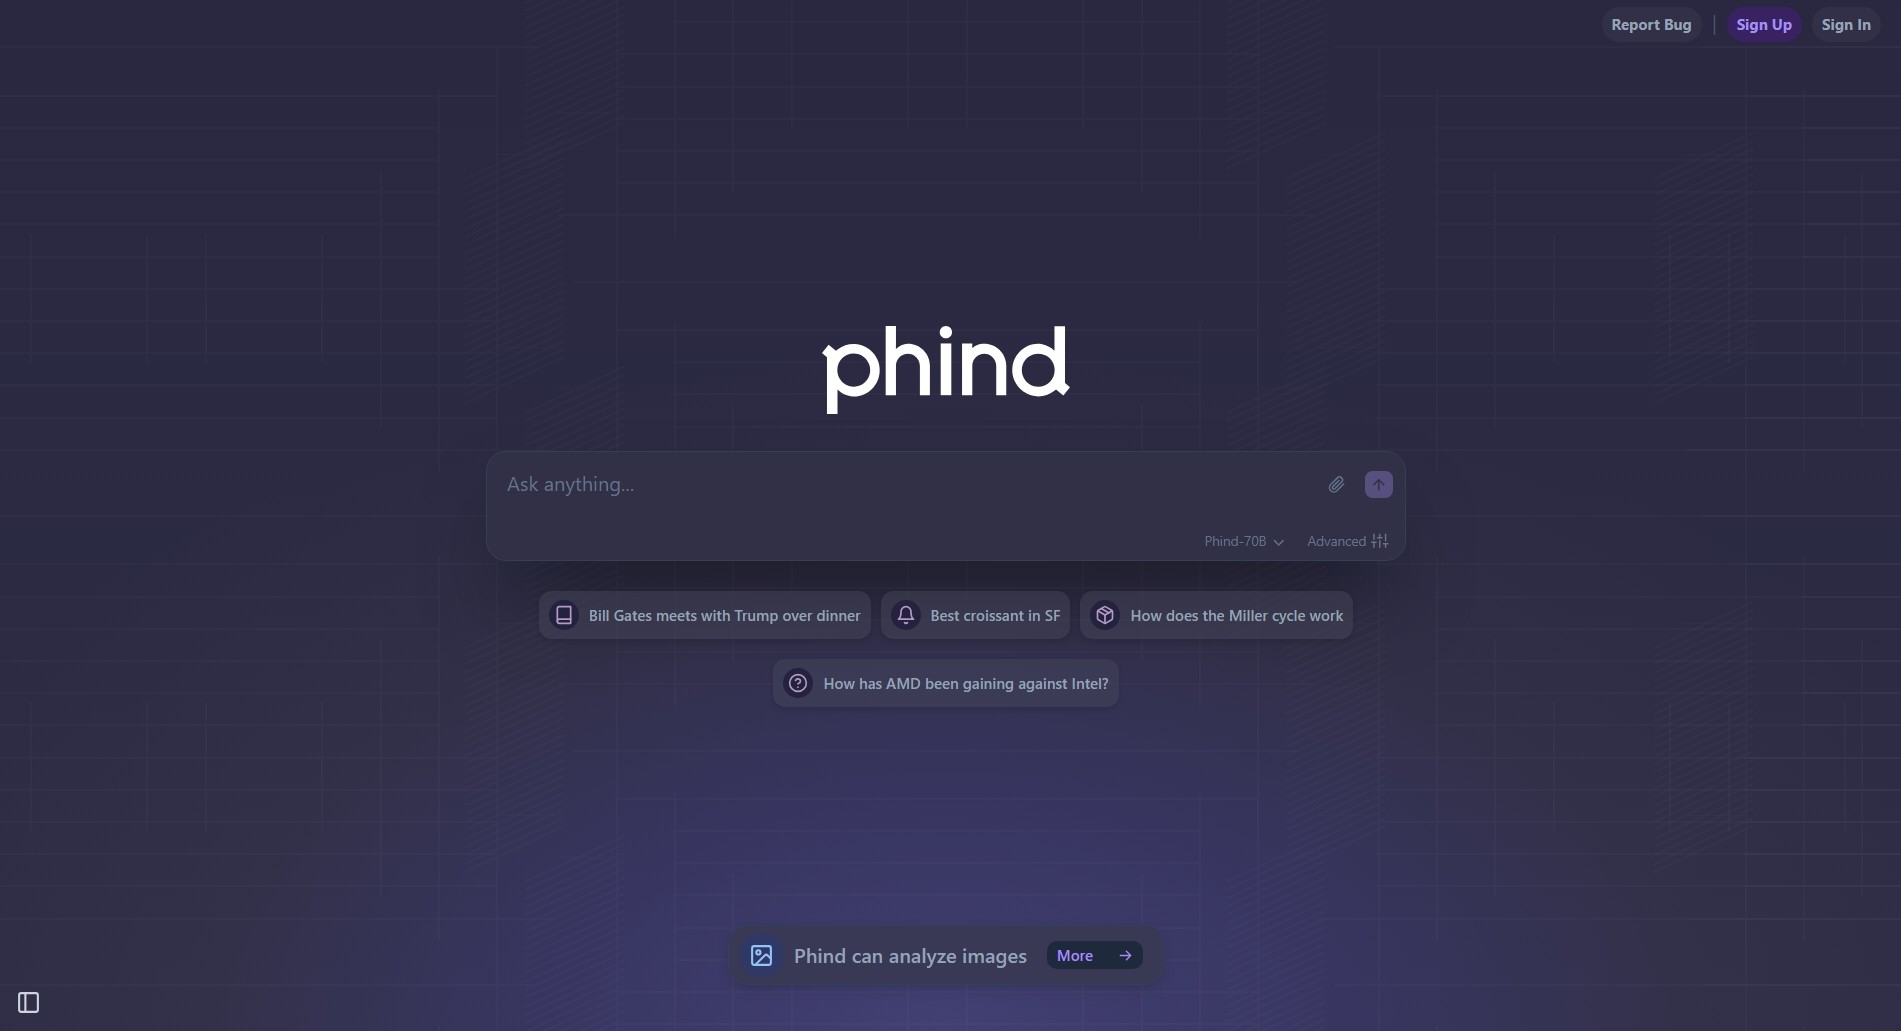 Report Bug
Sign Up
Sign In
phind
Ask anything...
Phind-70B
Advanced
Bill Gates meets with Trump over dinner
Best croissant in SF
How does the Miller cycle work
How has AMD been gaining against Intel?
Phind can analyze images
More